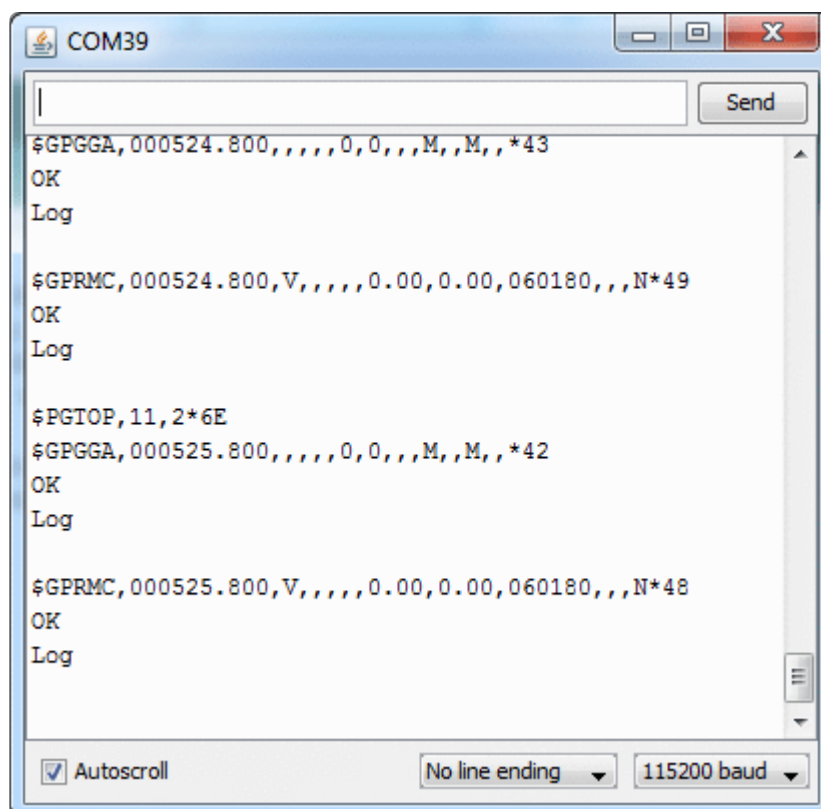 COM39
Send
$GPGGA,000524.800,,,,,0,0,,,M,,M,,*43
OK
Log
$GPRMC,000524.800,V,,,,,0.00,0.00,060180,,,N*49
OK
Log
$PGTOP,11,2*6E
$GPGGA,000525.800,,,,,0,0,,,M,,M,,*42
OK
Log
$GPRMC,000525.800,V,,,,,0.00,0.00,060180,,,N*48
OK
Log
Autoscroll No line ending 115200 baud